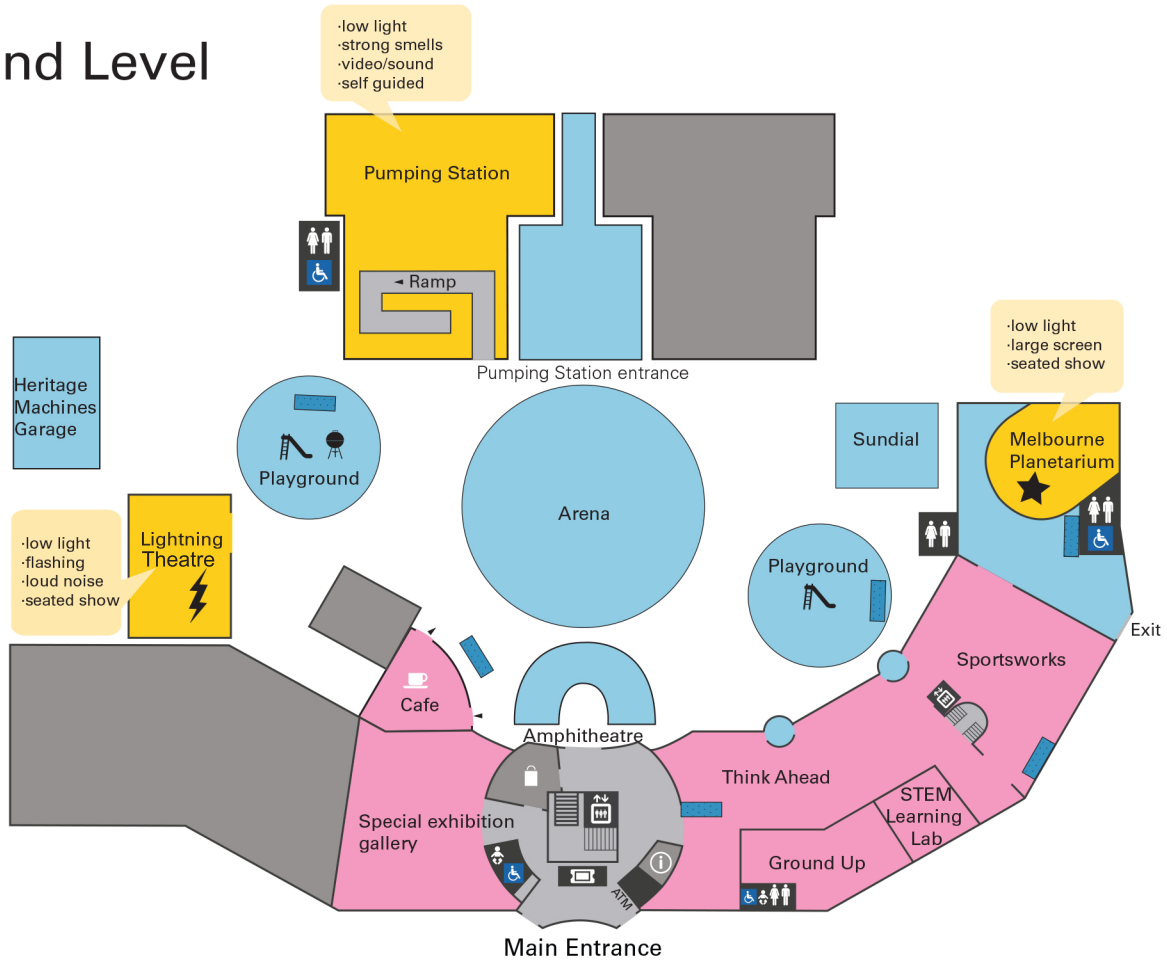 nd Level
·low light
·strong smells
·video/sound
·self guided
Pumping Station
◄ Ramp
Pumping Station entrance
·low light
·large screen
·seated show
Heritage
Machines
Garage
Playground
Arena
Sundial
Melbourne
Planetarium
·low light
·flashing
·loud noise
·seated show
Lightning
Theatre
Playground
Exit
Sportsworks
Cafe
Amphitheatre
Think Ahead
STEM
Learning
Lab
Special exhibition
gallery
Ground Up
i
ATM
Main Entrance